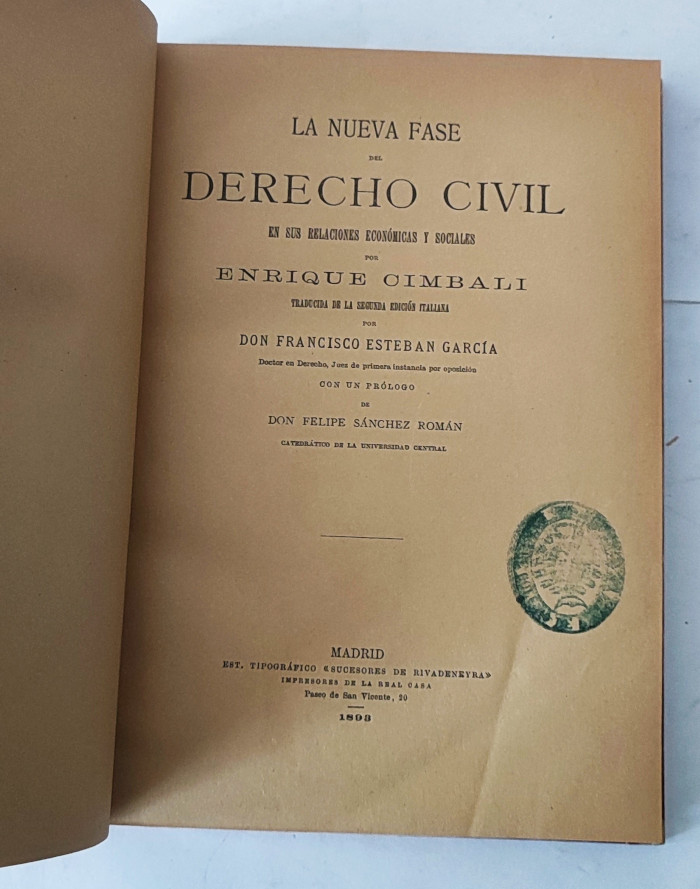 LA NUEVA FASE
DEL
DERECHO CIVIL
EN SUS RELACIONES ECONÓMICAS Y SOCIALES
POR
ENRIQUE CIMBALI
TRADUCIDA DE LA SEGUNDA EDICIÓN ITALIANA
POR
DON FRANCISCO ESTEBAN GARCÍA
Doctor en Derecho, Juez de primera instancia por oposición
CON UN PRÓLOGO
DE
DON FELIPE SÁNCHEZ ROMÁN
CATEDRÁTICO DE LA UNIVERSIDAD CENTRAL
MADRID
EST. TIPOGRÁFICO «SUCESORES DE RIVADENEYRA»
IMPRESORES DE LA REAL CASA
Paseo de San Vicente, 20
1893